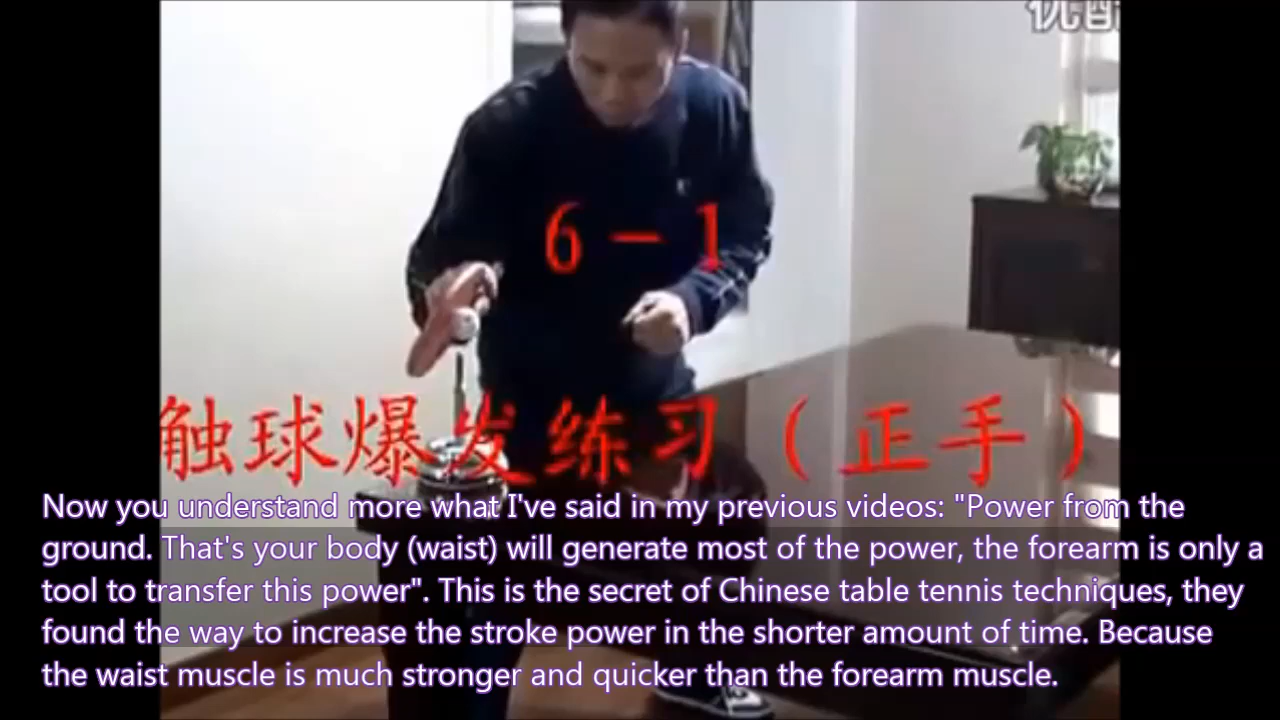 优酷
6－1
触球爆发练习（正手）
Now you understand more what I've said in my previous videos: "Power from the
ground. That's your body (waist) will generate most of the power, the forearm is only a
tool to transfer this power". This is the secret of Chinese table tennis techniques, they
found the way to increase the stroke power in the shorter amount of time. Because
the waist muscle is much stronger and quicker than the forearm muscle.